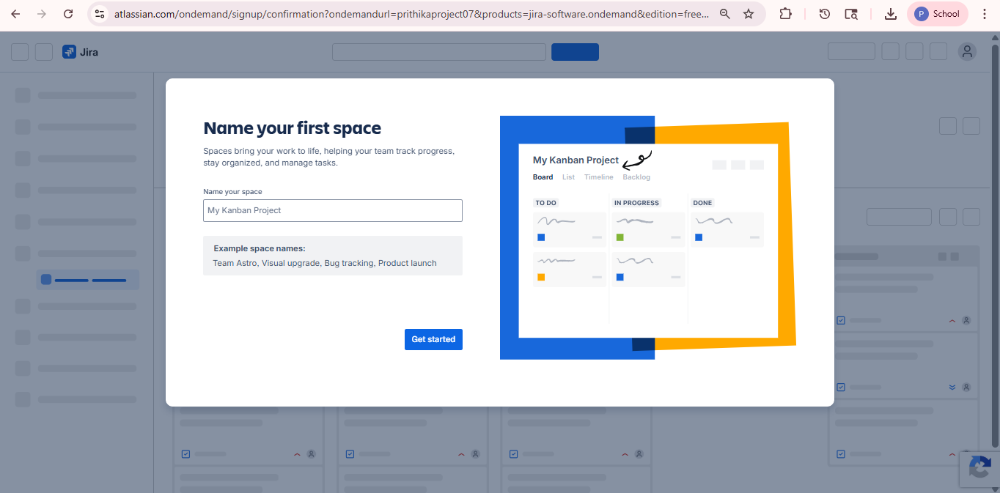 atlassian.com/ondemand/signup/confirmation?ondemandurl=prithikaproject07&products=jira-software.ondemand&edition=free...
P School
Jira
Name your first space
Spaces bring your work to life, helping your team track progress,
stay organized, and manage tasks.
Name your space
My Kanban Project
Example space names:
Team Astro, Visual upgrade, Bug tracking, Product launch
Get started
My Kanban Project
Board List Timeline Backlog
TO DO IN PROGRESS DONE